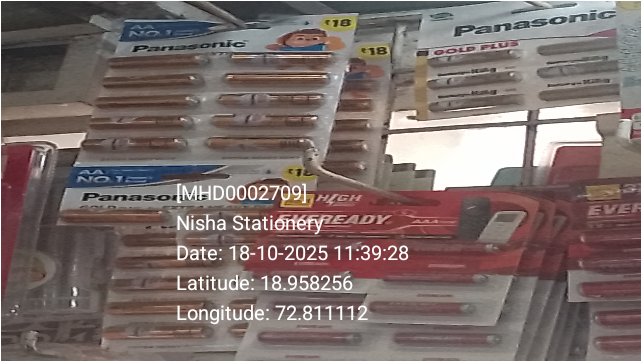 AA
NO.1
₹18
Panasonic
₹18
Panasonic
GOLD PLUS
AA
NO.1
₹18
Panasonic
HIGH
EVEREADY
AAA
EVER
[MHD0002709]
Nisha Stationery
Date: 18-10-2025 11:39:28
Latitude: 18.958256
Longitude: 72.811112